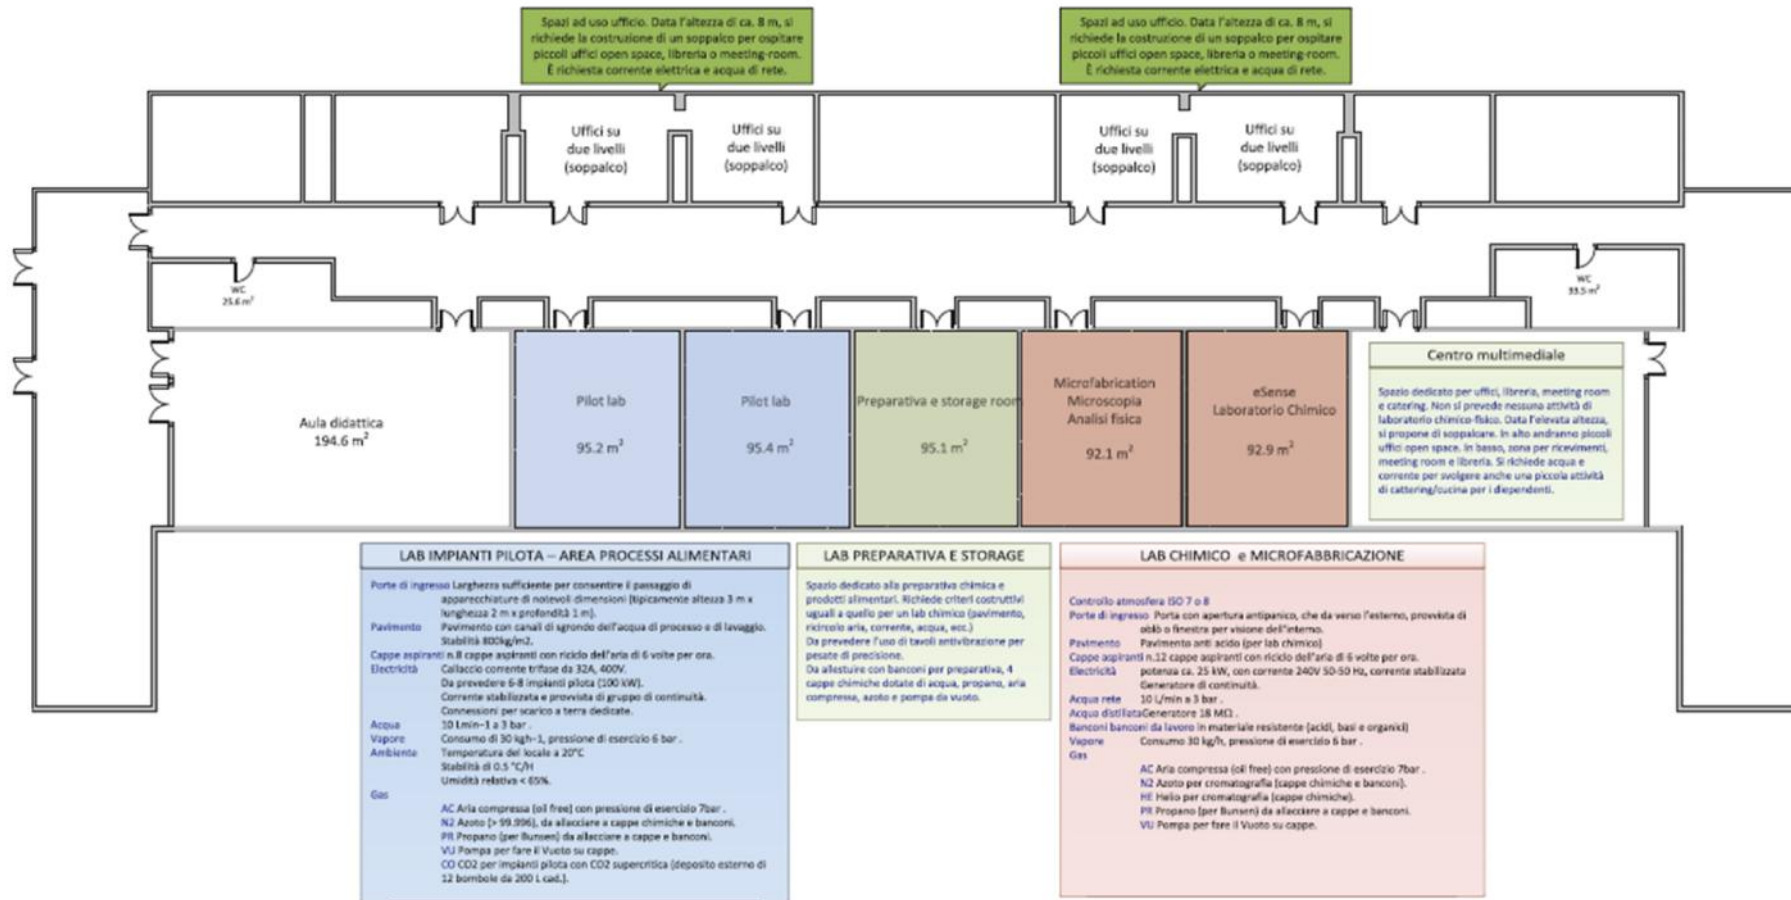 Spazi ad uso ufficio. Data l'altezza di ca. 8 m, si
richiede la costruzione di un soppalco per ospitare
piccoli uffici open space, libreria o meeting-room.
È richiesta corrente elettrica e acqua di rete.
Spazi ad uso ufficio. Data l'altezza di ca. 8 m, si
richiede la costruzione di un soppalco per ospitare
piccoli uffici open space, libreria o meeting-room.
È richiesta corrente elettrica e acqua di rete.
Uffici su
due livelli
(soppalco)
Uffici su
due livelli
(soppalco)
Uffici su
due livelli
(soppalco)
Uffici su
due livelli
(soppalco)
WC
25.6 m²
WC
33.5 m²
Aula didattica
194.6 m²
Pilot lab
95.2 m²
Pilot lab
95.4 m²
Preparativa e storage room
95.1 m²
Microfabrication
Microscopia
Analisi fisica
92.1 m²
eSense
Laboratorio Chimico
92.9 m²
Centro multimediale
Spazio dedicato per uffici, libreria, meeting room
e catering. Non si prevede nessuna attività di
laboratorio chimico-fisico. Data l'elevata altezza,
si propone di soppalcare. In alto andranno piccoli
uffici open space. In basso, zona per ricevimenti,
meeting room e libreria. Si richiede acqua e
corrente per svolgere anche una piccola attività
di cattering/cucina per i diependenti.
LAB IMPIANTI PILOTA – AREA PROCESSI ALIMENTARI
Porte di ingresso Larghezza sufficiente per consentire il passaggio di
apparecchiature di notevoli dimensioni (tipicamente altezza 3 m x
lunghezza 2 m x profondità 1 m).
Pavimento Pavimento con canali di sgrondo dell'acqua di processo e di lavaggio.
Stabilità 800kg/m2.
Cappe aspiranti n.8 cappe aspiranti con riciclo dell'aria di 6 volte per ora.
Electricità Callaccio corrente trifase da 32A, 400V.
Da prevedere 6-8 impianti pilota (100 kW).
Corrente stabilizzata e provvista di gruppo di continuità.
Connessioni per scarico a terra dedicate.
Acqua 10 Lmin–1 a 3 bar .
Vapore Consumo di 30 kgh–1, pressione di esercizio 6 bar .
Ambiente Temperatura del locale a 20°C
Stabilità di 0.5 °C/H
Umidità relativa < 65%.
Gas
AC Aria compressa (oil free) con pressione di esercizio 7bar .
N2 Azoto (> 99.996), da allacciare a cappe chimiche e banconi.
PR Propano (per Bunsen) da allacciare a cappe e banconi.
VU Pompa per fare il Vuoto su cappe.
CO CO2 per impianti pilota con CO2 supercritica (deposito esterno di
12 bombole da 200 L cad.).
LAB PREPARATIVA E STORAGE
Spazio dedicato alla preparativa chimica e
prodotti alimentari. Richiede criteri costruttivi
uguali a quello per un lab chimico (pavimento,
ricircolo aria, corrente, acqua, ecc.)
Da prevedere l'uso di tavoli antivibrazione per
pesate di precisione.
Da allestuire con banconi per preparativa, 4
cappe chimiche dotate di acqua, propano, aria
compressa, azoto e pompa da vuoto.
LAB CHIMICO e MICROFABBRICAZIONE
Controllo atmosfera ISO 7 o 8
Porte di ingresso Porta con apertura antipanico, che da verso l'esterno, provvista di
oblò o finestra per visione dell'interno.
Pavimento Pavimento anti acido (per lab chimico)
Cappe aspiranti n.12 cappe aspiranti con riciclo dell'aria di 6 volte per ora.
Electricità potenza ca. 25 kW, con corrente 240V 50-50 Hz, corrente stabilizzata
Generatore di continuità.
Acqua rete 10 L/min a 3 bar .
Acqua distillata Generatore 18 MΩ .
Banconi banconi da lavoro in materiale resistente (acidi, basi e organici)
Vapore Consumo 30 kg/h, pressione di esercizio 6 bar .
Gas
AC Aria compressa (oil free) con pressione di esercizio 7bar .
N2 Azoto per cromatografia (cappe chimiche e banconi).
HE Helio per cromatografia (cappe chimiche).
PR Propano (per Bunsen) da allacciare a cappe e banconi.
VU Pompa per fare il Vuoto su cappe.